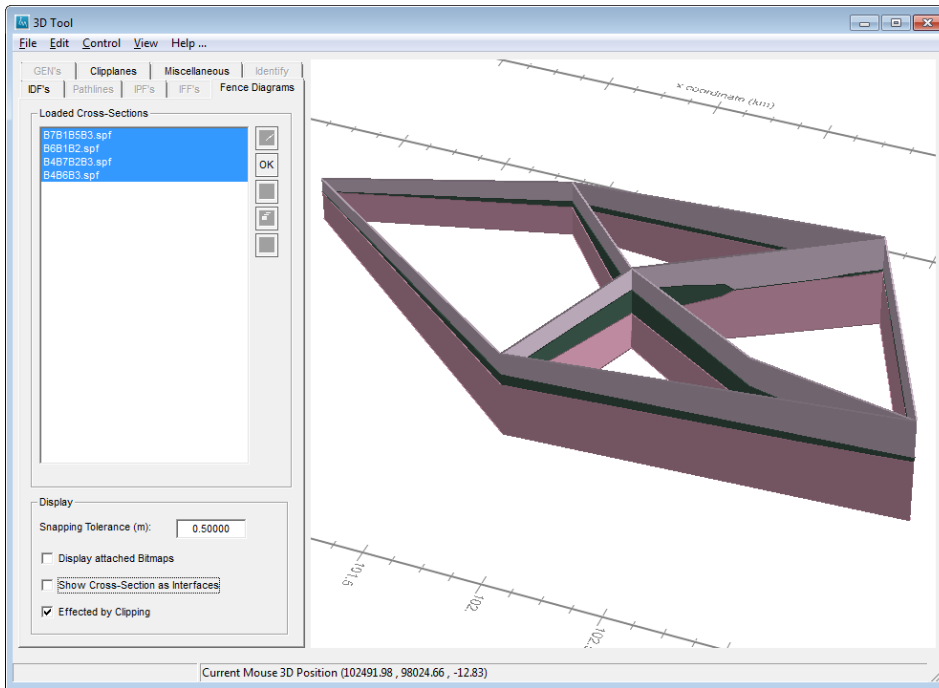 3D Tool
File Edit Control View Help ...
GEN's Clipplanes Miscellaneous Identify
IDF's Pathlines IPF's IFF's Fence Diagrams
Loaded Cross-Sections
B7B1B5B3.spf
B6B1B2.spf
B4B7B2B3.spf
B4B6B3.spf
OK
x coordinate (km)
Display
Snapping Tolerance (m): 0.50000
Display attached Bitmaps
Show Cross-Section as Interfaces
Effected by Clipping
101.5
102.
Current Mouse 3D Position (102491.98 , 98024.66 , -12.83)